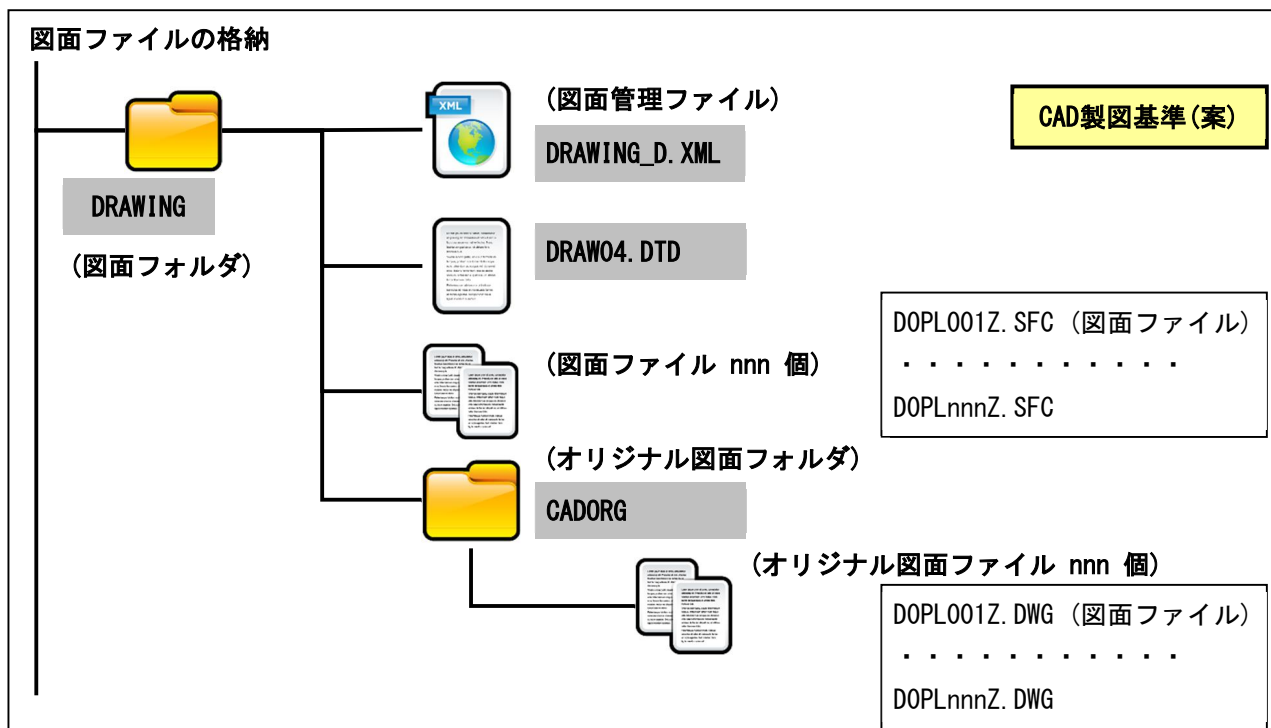 図面ファイルの格納
(図面管理ファイル)
CAD製図基準(案)
XML
DRAWING_D.XML
DRAWING
(図面フォルダ)
DRAW04.DTD
D0PL001Z.SFC (図面ファイル)
・・・・・・・・・・・
D0PLnnnZ.SFC
(図面ファイル nnn 個)
(オリジナル図面フォルダ)
CADORG
(オリジナル図面ファイル nnn 個)
D0PL001Z.DWG (図面ファイル)
・・・・・・・・・・・
D0PLnnnZ.DWG